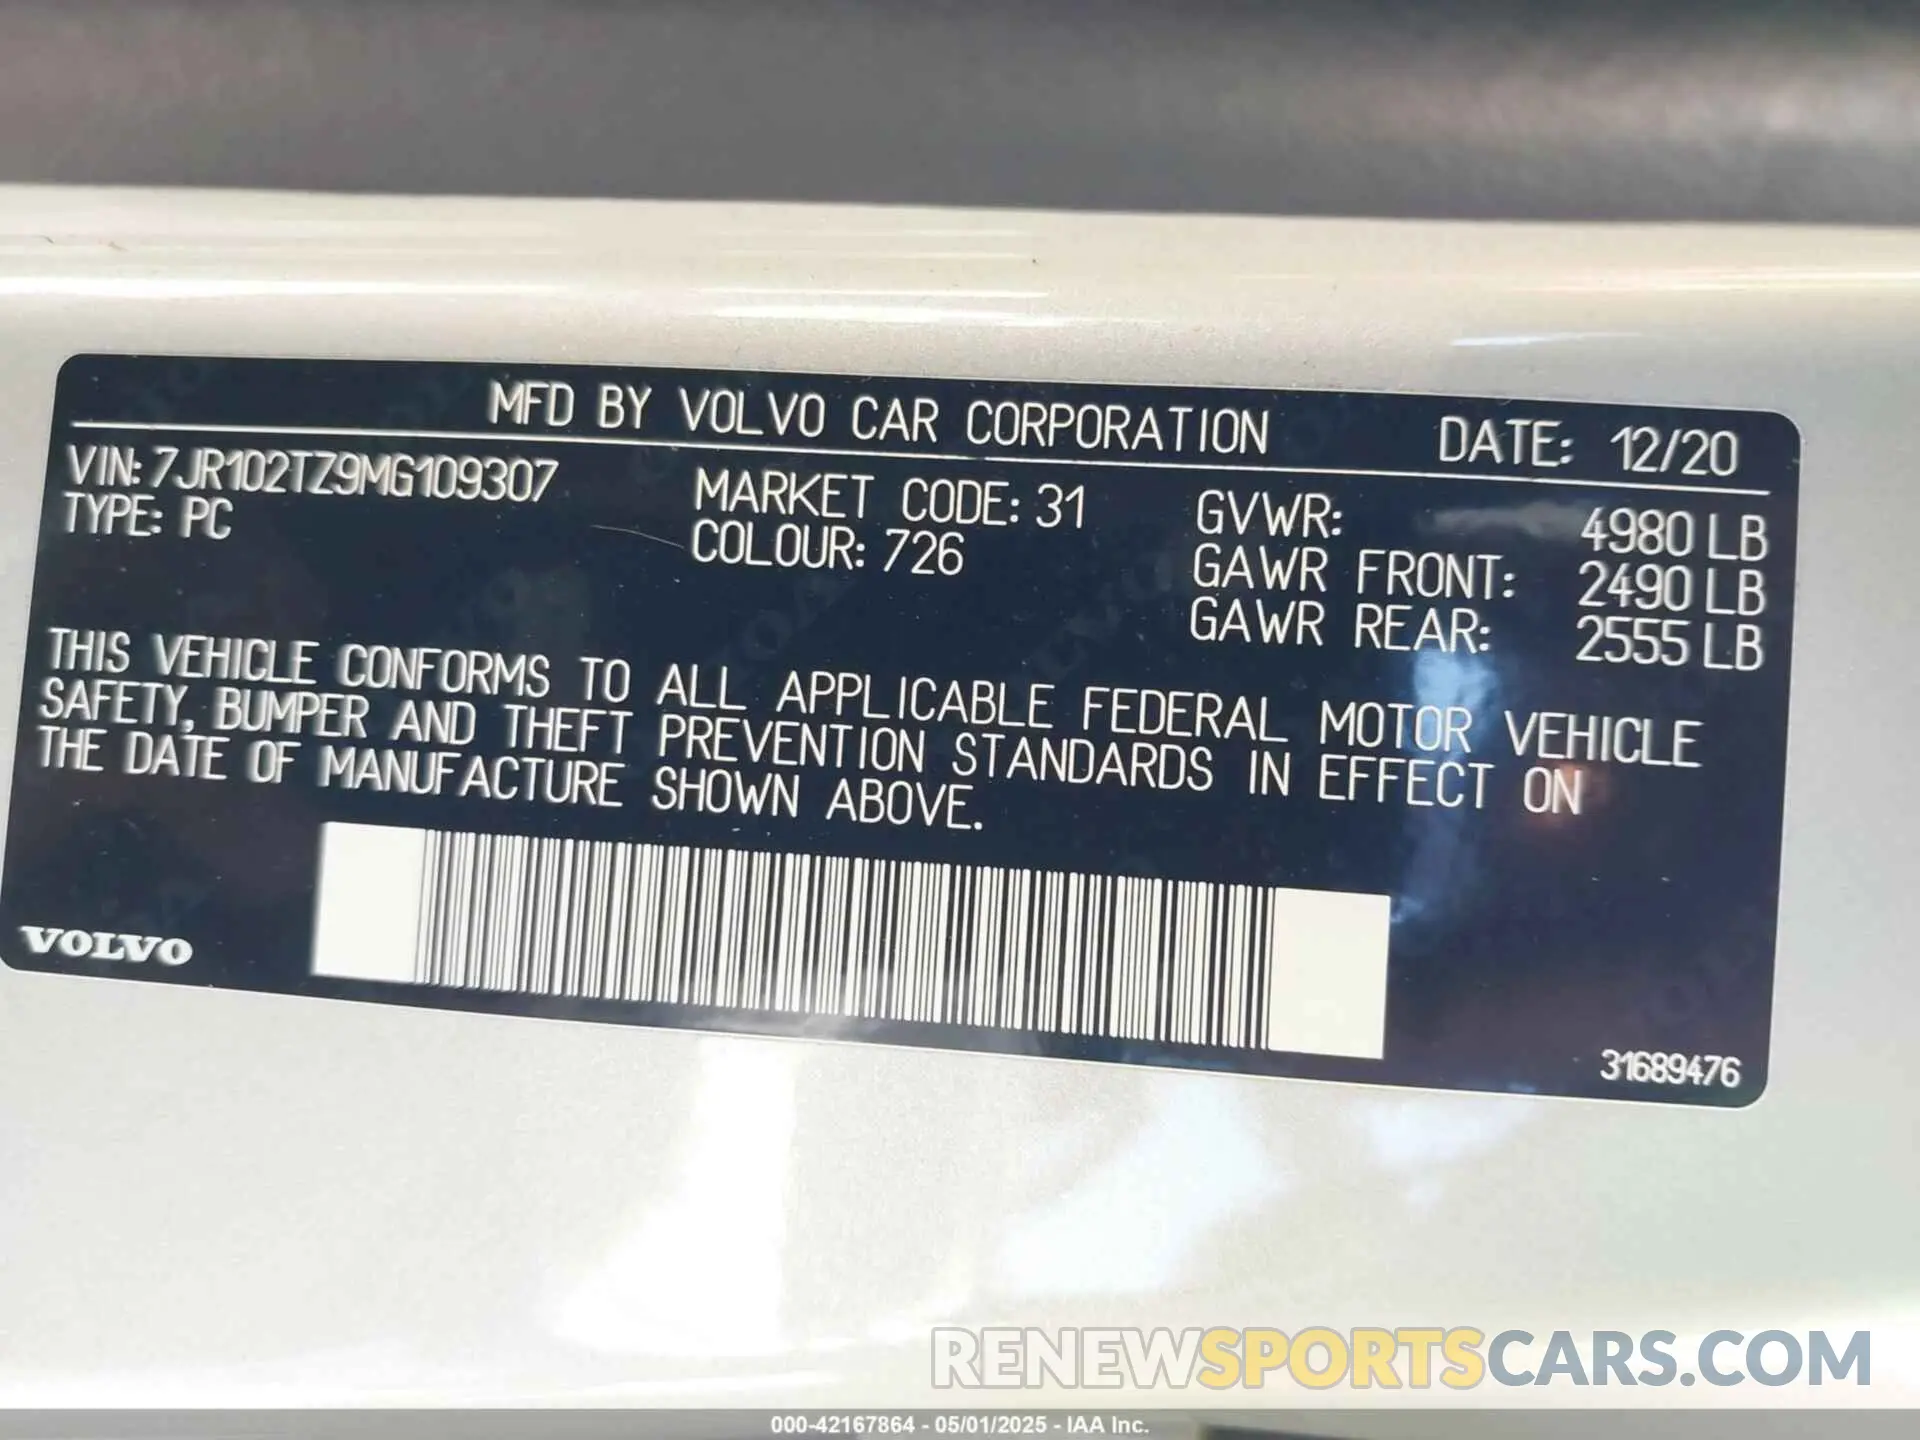 MFD BY VOLVO CAR CORPORATION DATE: 12/20
VIN: 7JR102TZ9MG109307 MARKET CODE: 31 GVWR: 4980 LB
TYPE: PC COLOUR: 726 GAWR FRONT: 2490 LB
GAWR REAR: 2555 LB
THIS VEHICLE CONFORMS TO ALL APPLICABLE FEDERAL MOTOR VEHICLE
SAFETY, BUMPER AND THEFT PREVENTION STANDARDS IN EFFECT ON
THE DATE OF MANUFACTURE SHOWN ABOVE.
VOLVO
31689476
RENEWSPORTSCARS.COM
000-42167864 - 05/01/2025 - IAA Inc.